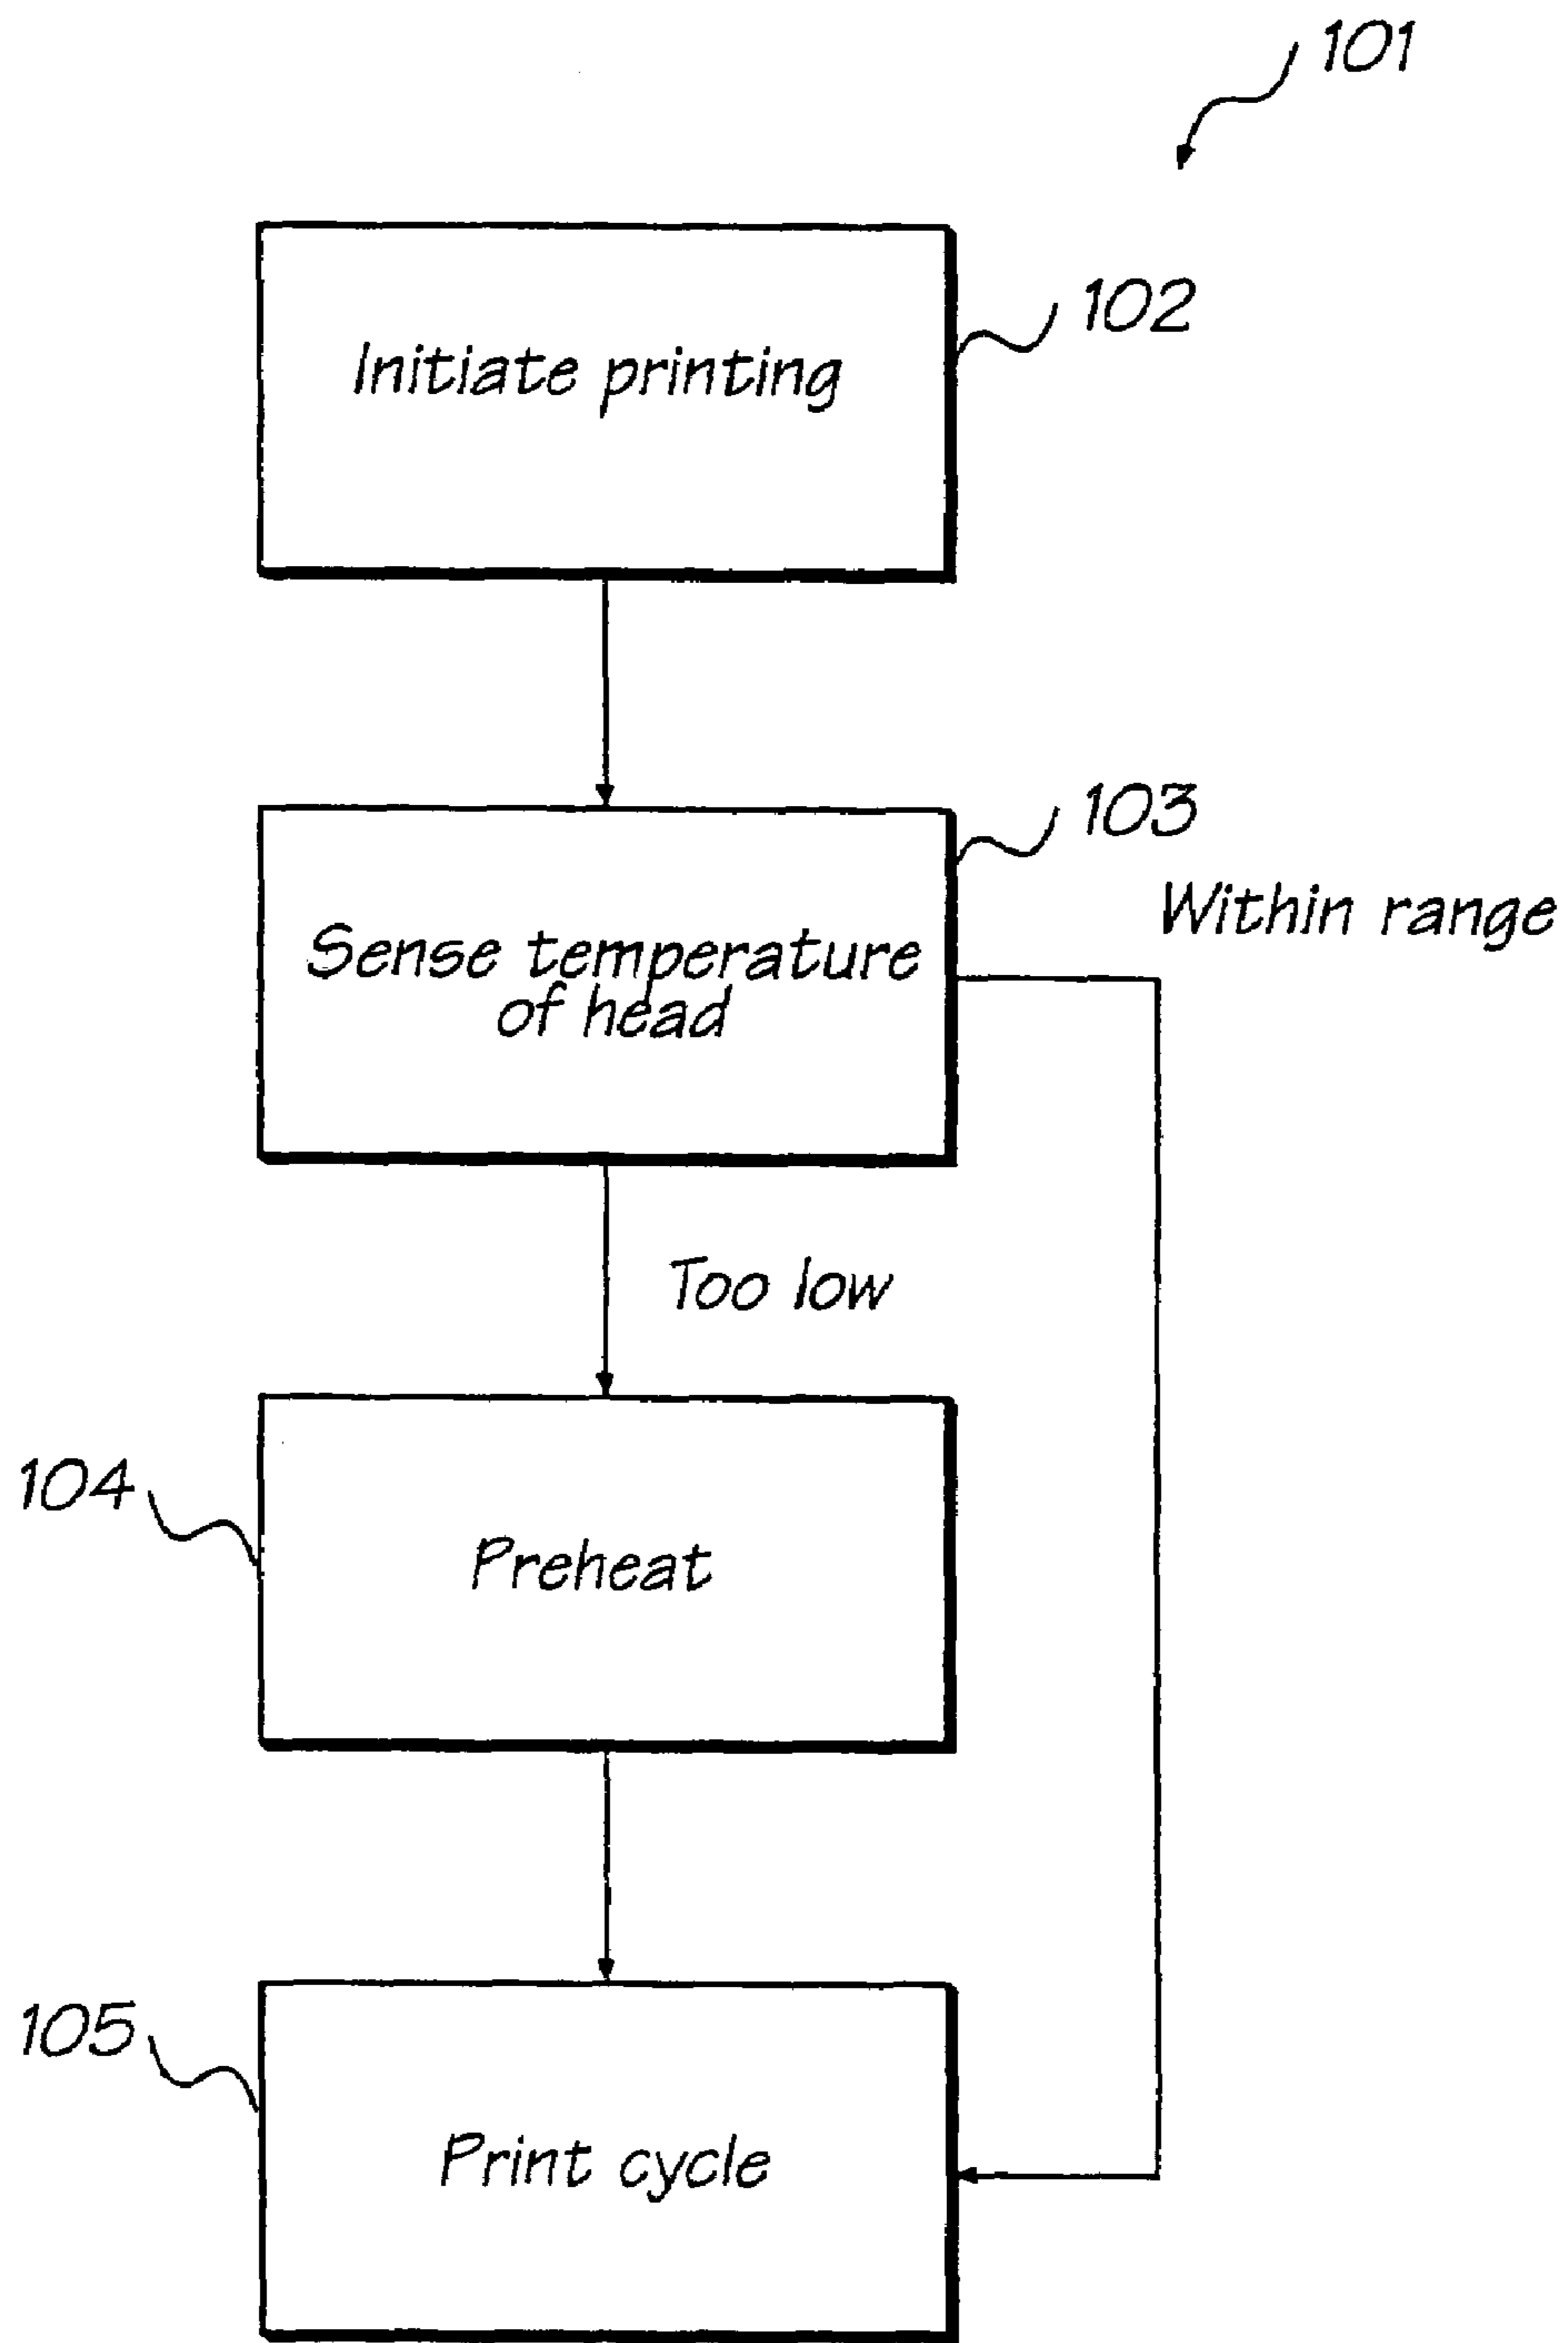 101
Initiate printing
102
103
Within range
Sense temperature
of head
Too low
104
Preheat
105
Print cycle